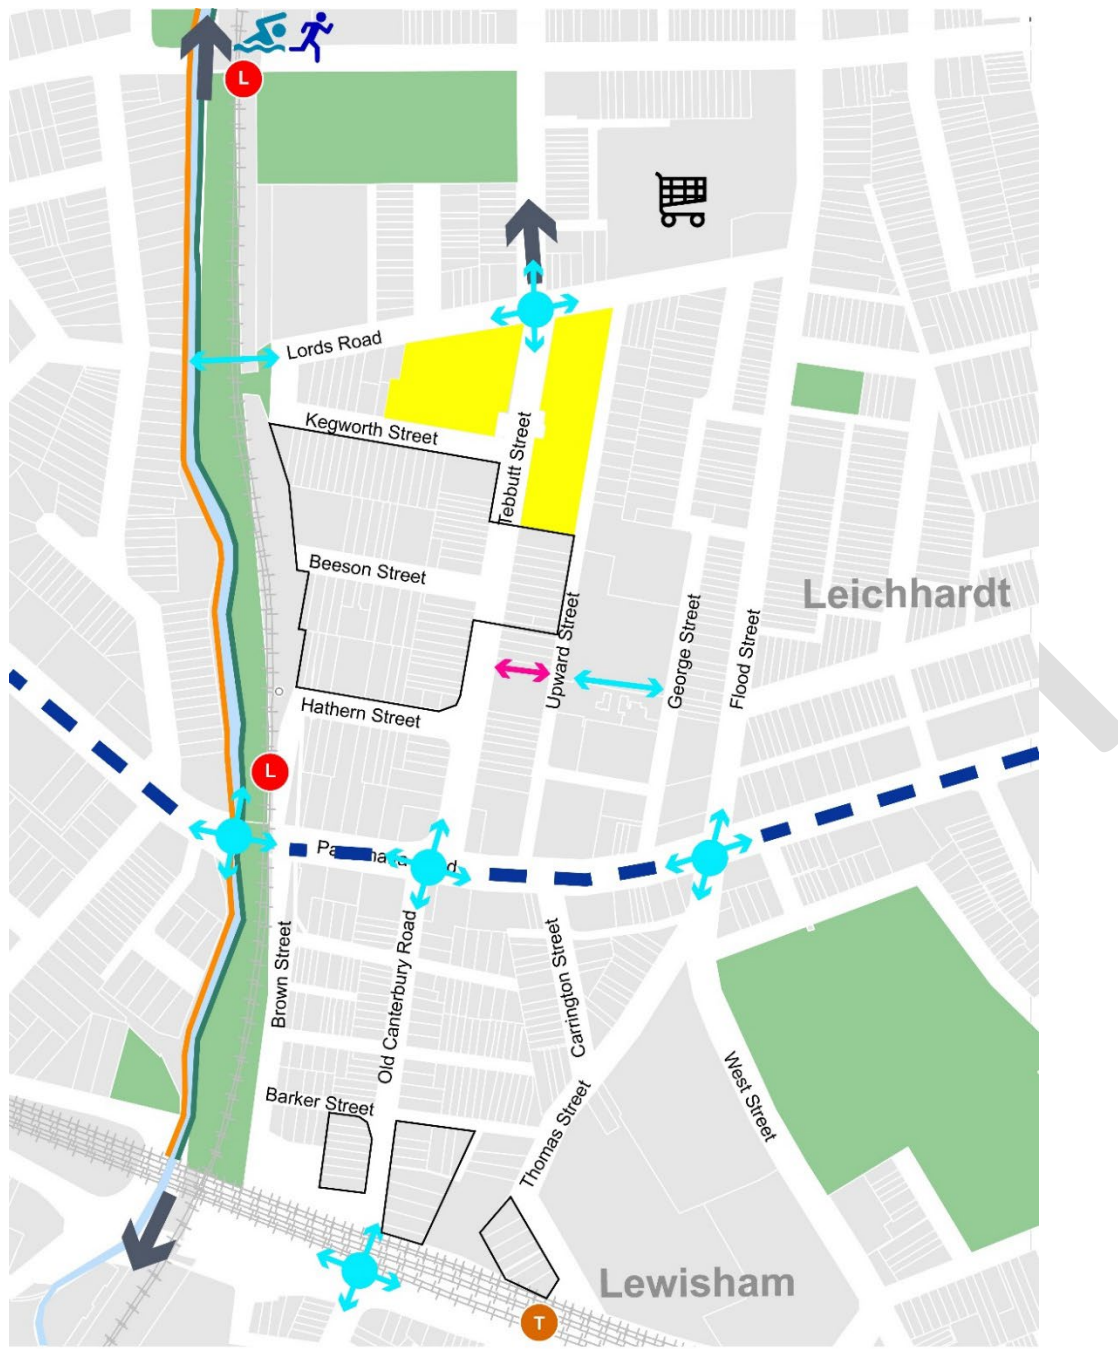 L
Lords Road
Kegworth Street
Tebbutt Street
Beeson Street
Leichhardt
Upward Street
George Street
Flood Street
Hathern Street
L
Brown Street
Old Canterbury Road
Carrington Street
West Street
Barker Street
Thomas Street
Lewisham
T